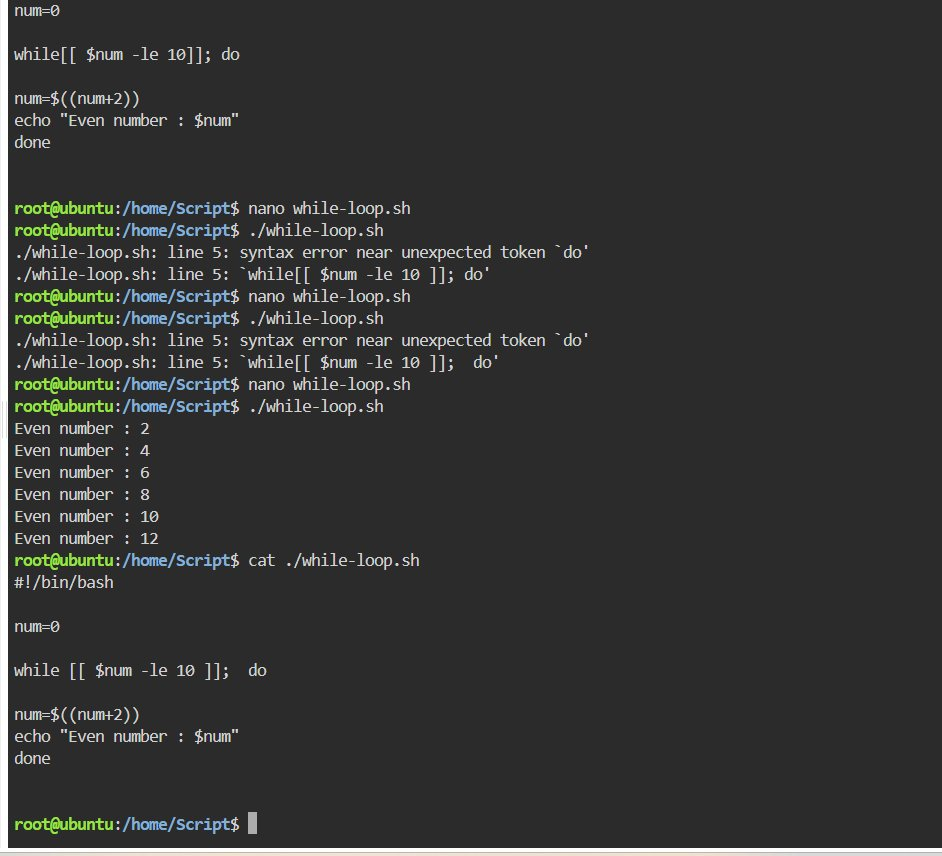 num=0
while[[ $num -le 10]]; do
num=$((num+2))
echo "Even number : $num"
done
root@ubuntu:/home/Script$ nano while-loop.sh
root@ubuntu:/home/Script$ ./while-loop.sh
./while-loop.sh: line 5: syntax error near unexpected token `do'
./while-loop.sh: line 5: `while[[ $num -le 10 ]]; do'
root@ubuntu:/home/Script$ nano while-loop.sh
root@ubuntu:/home/Script$ ./while-loop.sh
./while-loop.sh: line 5: syntax error near unexpected token `do'
./while-loop.sh: line 5: `while[[ $num -le 10 ]];  do'
root@ubuntu:/home/Script$ nano while-loop.sh
root@ubuntu:/home/Script$ ./while-loop.sh
Even number : 2
Even number : 4
Even number : 6
Even number : 8
Even number : 10
Even number : 12
root@ubuntu:/home/Script$ cat ./while-loop.sh
#!/bin/bash
num=0
while [[ $num -le 10 ]];  do
num=$((num+2))
echo "Even number : $num"
done
root@ubuntu:/home/Script$